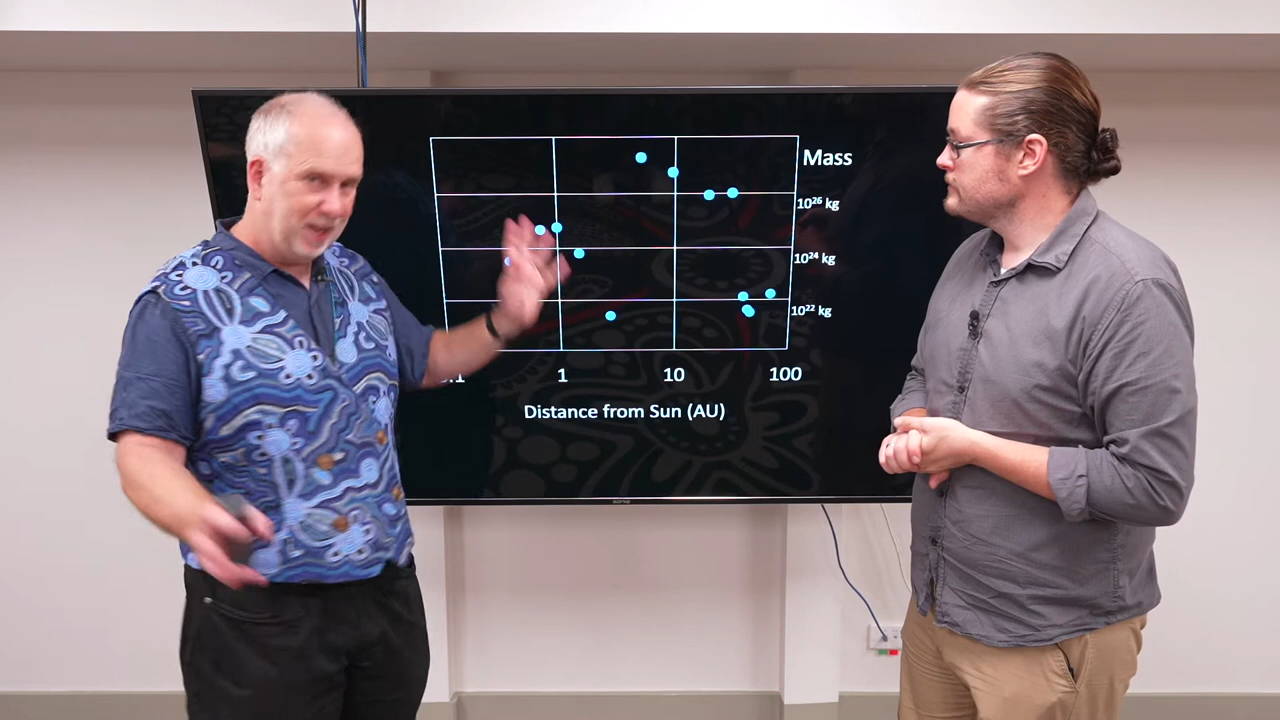 Mass
10²⁶ kg
10²⁴ kg
10²² kg
1 10 100
Distance from Sun (AU)